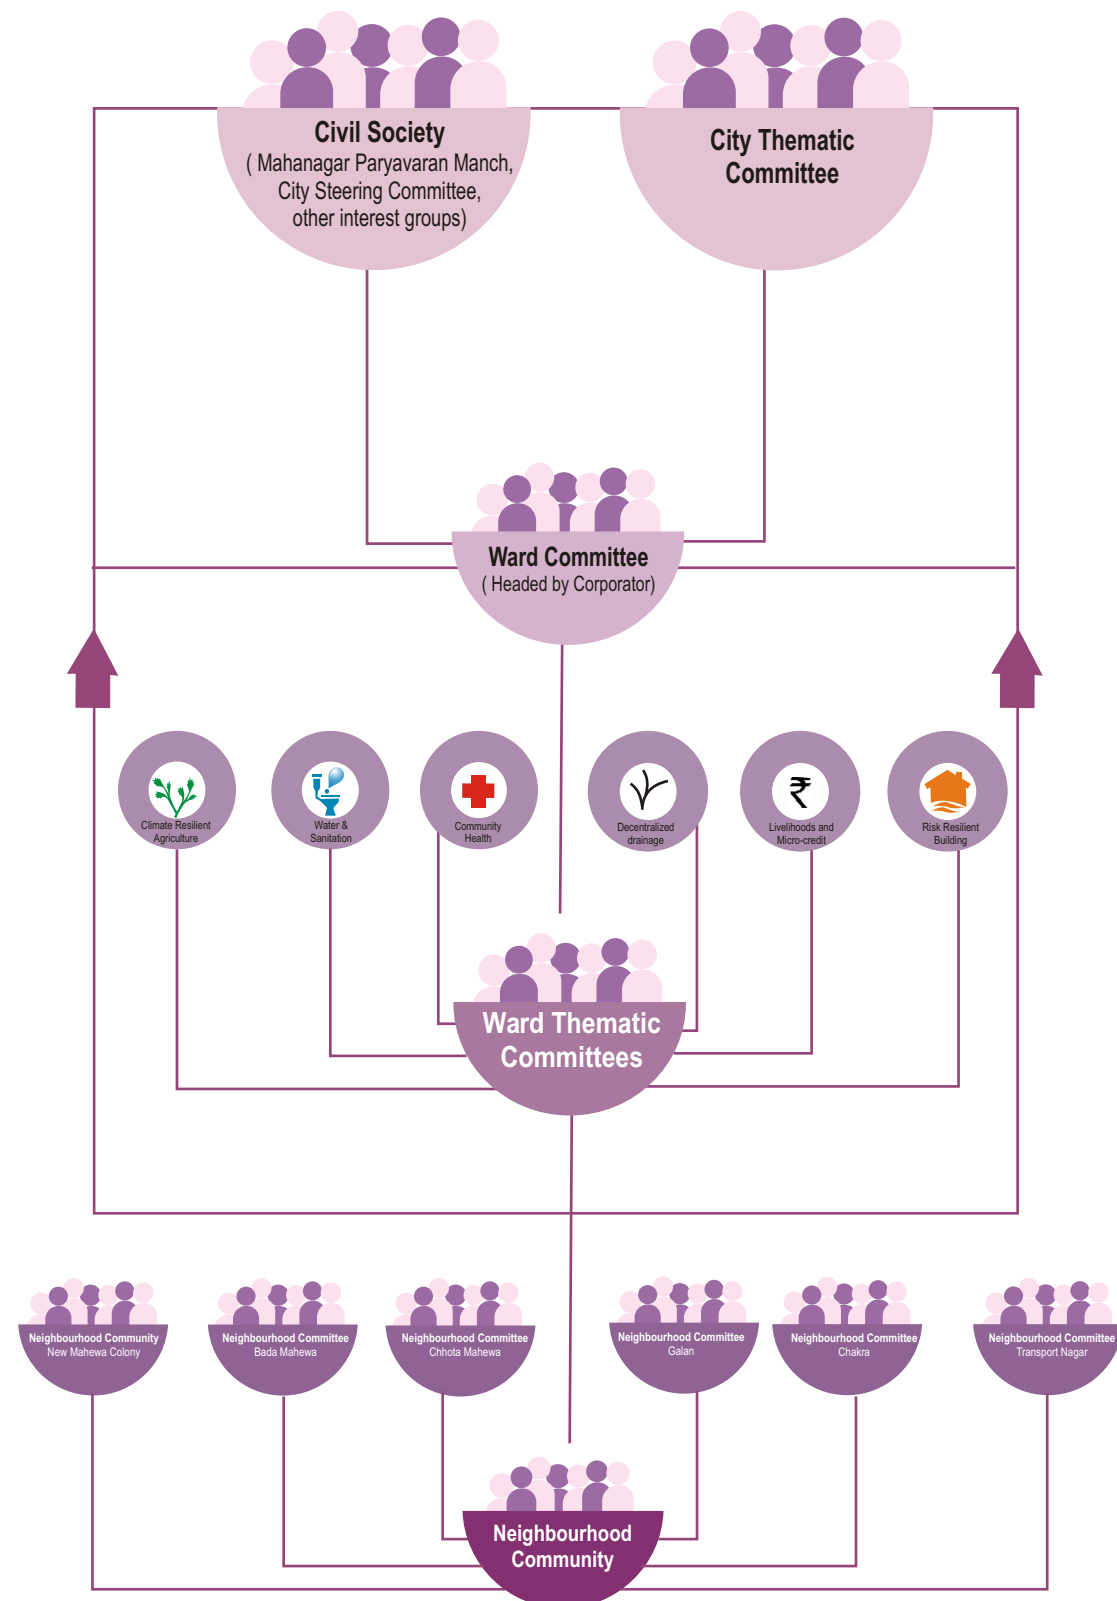 Civil Society
( Mahanagar Paryavaran Manch,
City Steering Committee,
other interest groups)
City Thematic
Committee
Ward Committee
( Headed by Corporator)
Climate Resilient
Agriculture
Water &
Sanitation
Community
Health
Decentralized
drainage
₹
Livelihoods and
Micro-credit
Risk Resilient
Building
Ward Thematic
Committees
Neighbourhood Community
New Mahewa Colony
Neighbourhood Committee
Bada Mahewa
Neighbourhood Committee
Chhota Mahewa
Neighbourhood Committee
Galan
Neighbourhood Committee
Chakra
Neighbourhood Committee
Transport Nagar
Neighbourhood
Community